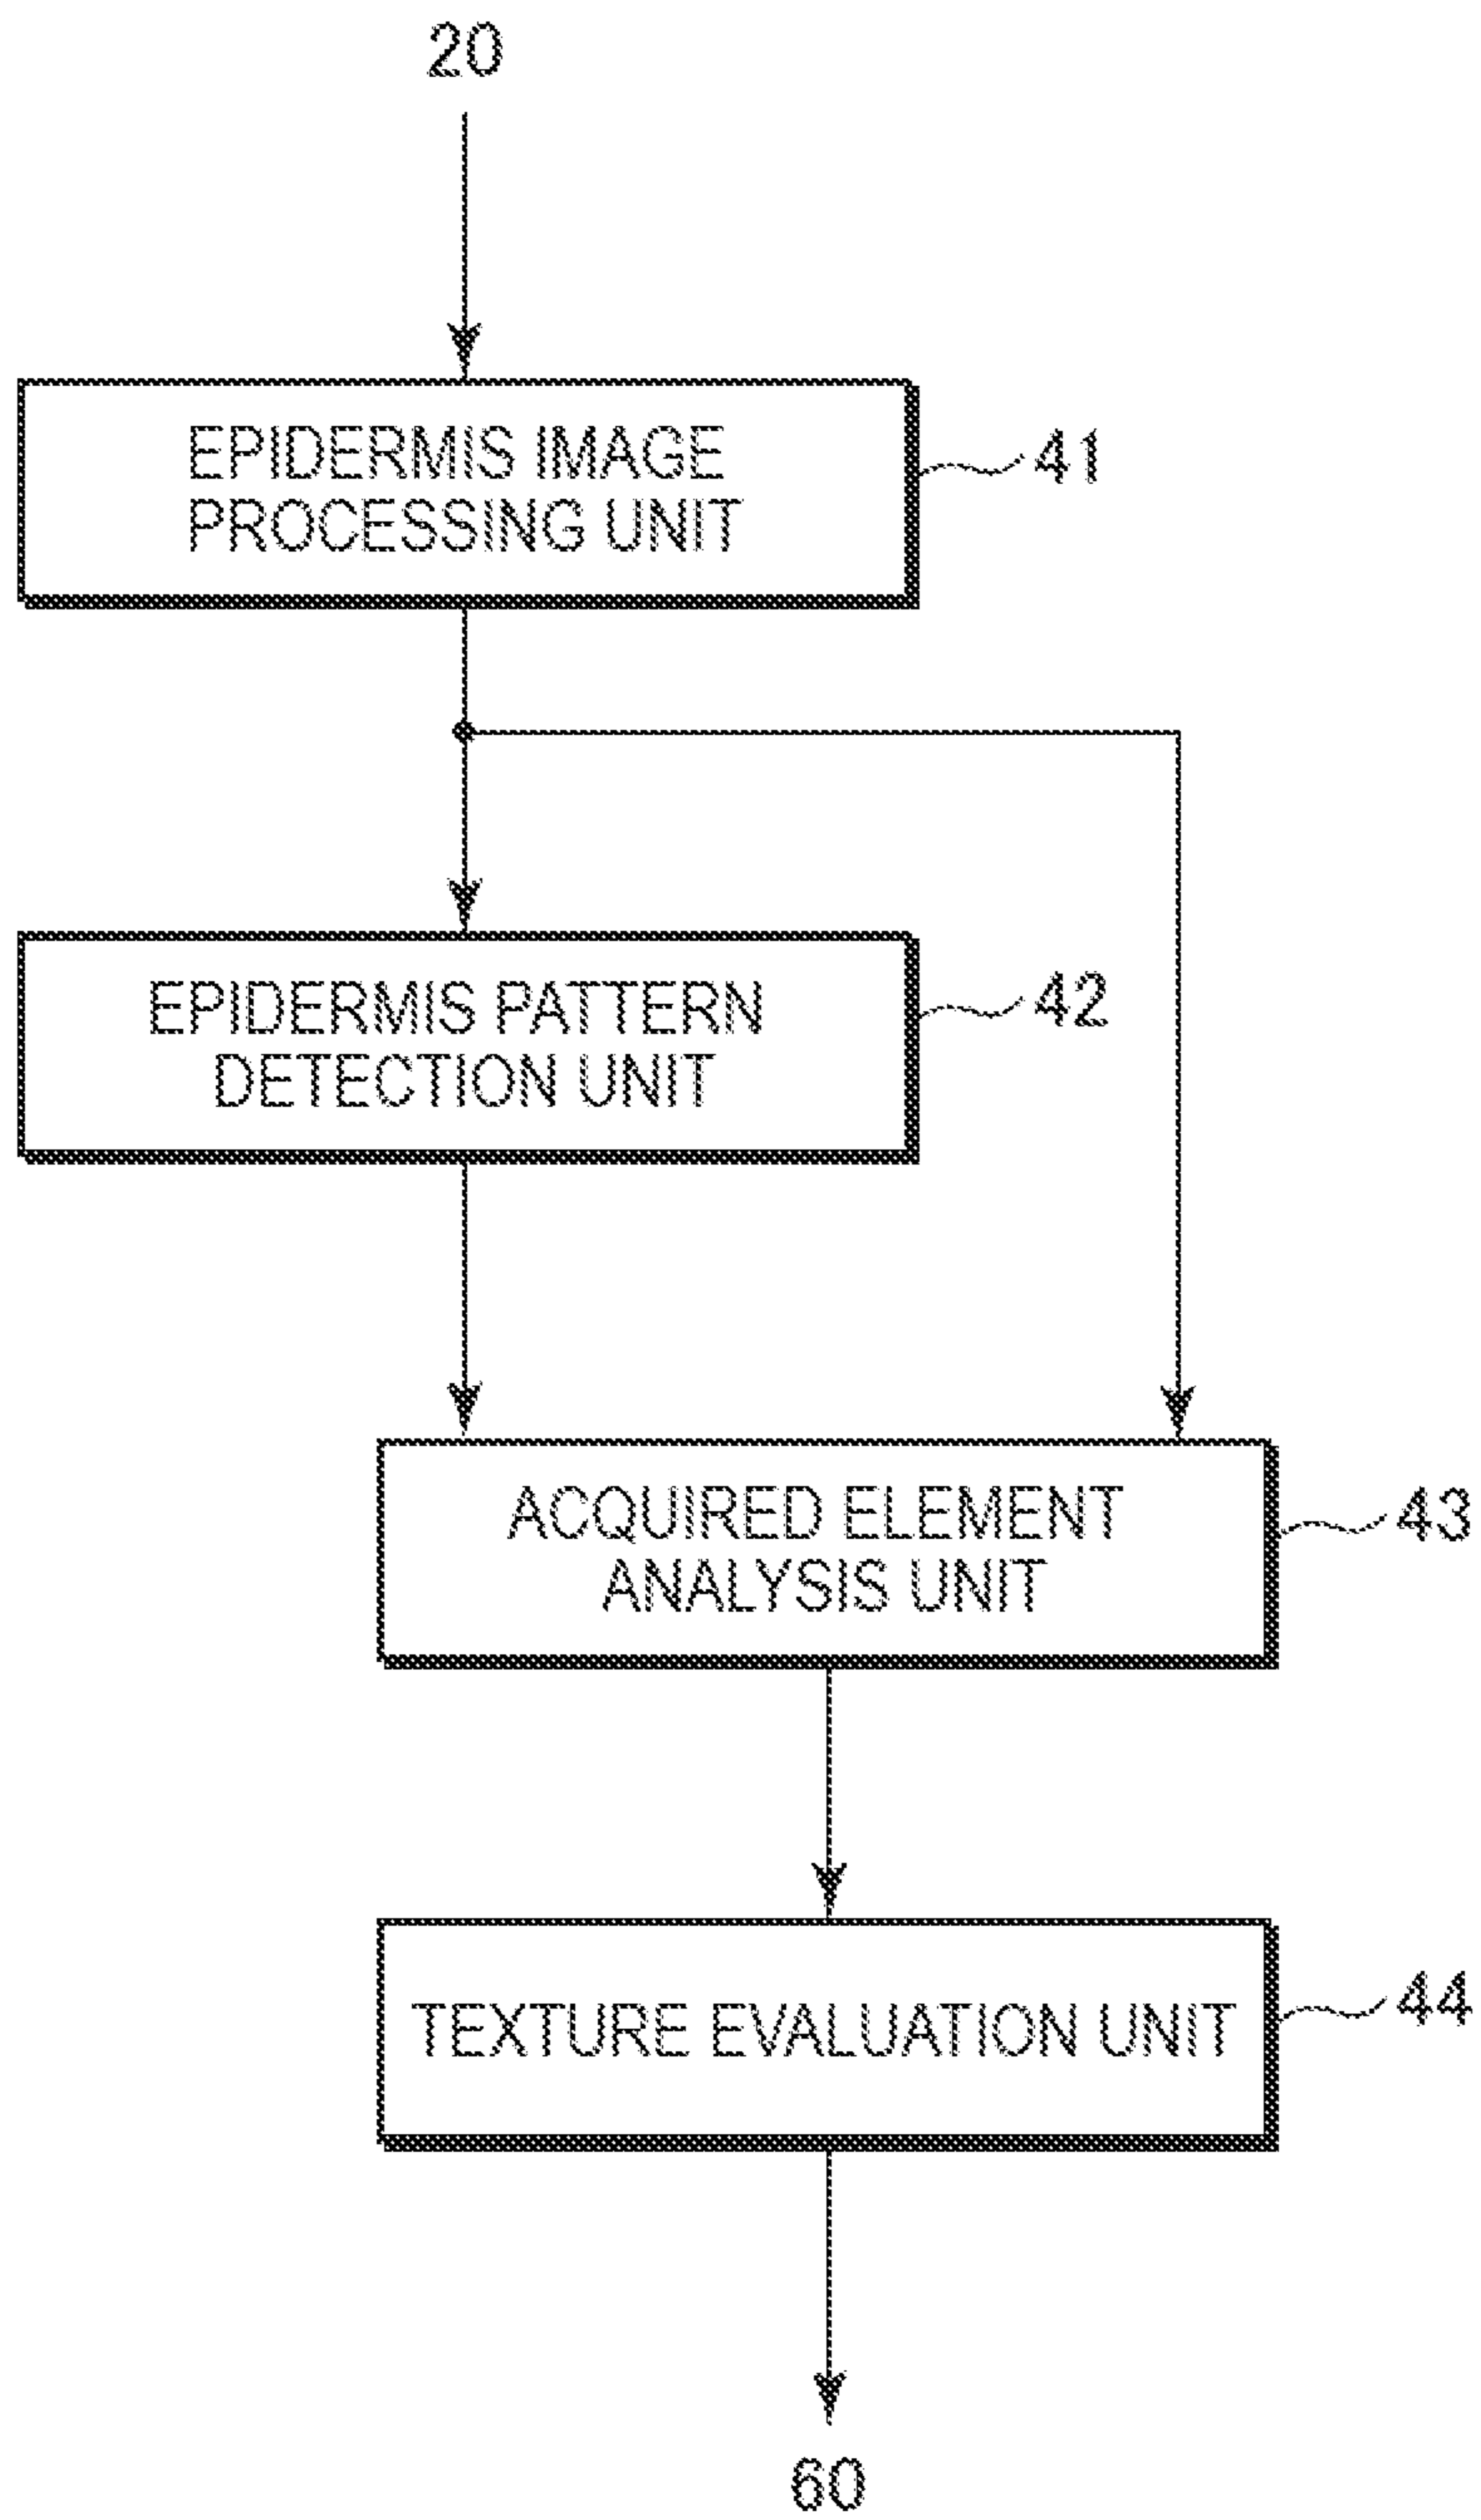 20
EPIDERMIS IMAGE
PROCESSING UNIT
41
EPIDERMIS PATTERN
DETECTION UNIT
42
ACQUIRED ELEMENT
ANALYSIS UNIT
43
TEXTURE EVALUATION UNIT
44
60